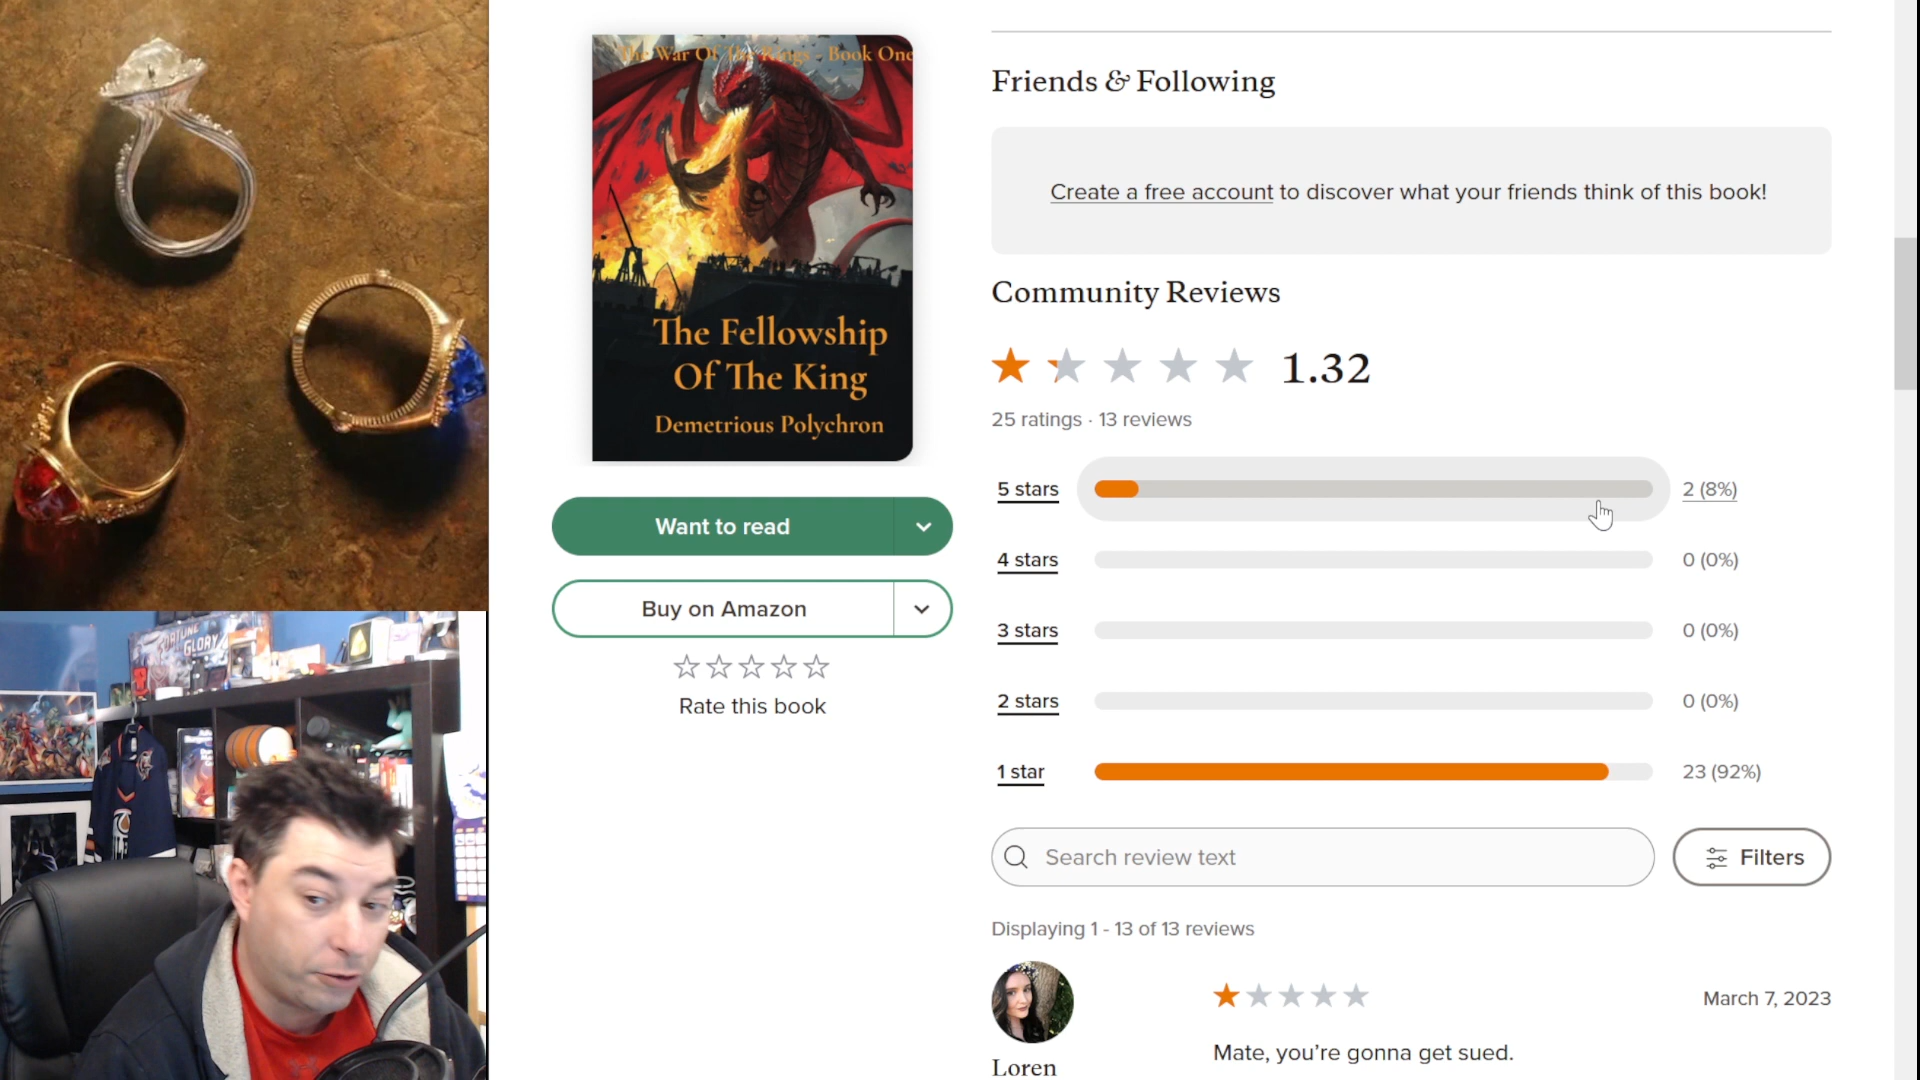 The War Of The Rings - Book One
The Fellowship
Of The King
Demetrious Polychron
Want to read
Buy on Amazon
Rate this book
Friends & Following
Create a free account to discover what your friends think of this book!
Community Reviews
1.32
25 ratings · 13 reviews
5 stars 2 (8%)
4 stars 0 (0%)
3 stars 0 (0%)
2 stars 0 (0%)
1 star 23 (92%)
Search review text
Filters
Displaying 1 - 13 of 13 reviews
March 7, 2023
Mate, you’re gonna get sued.
Loren
GLORY